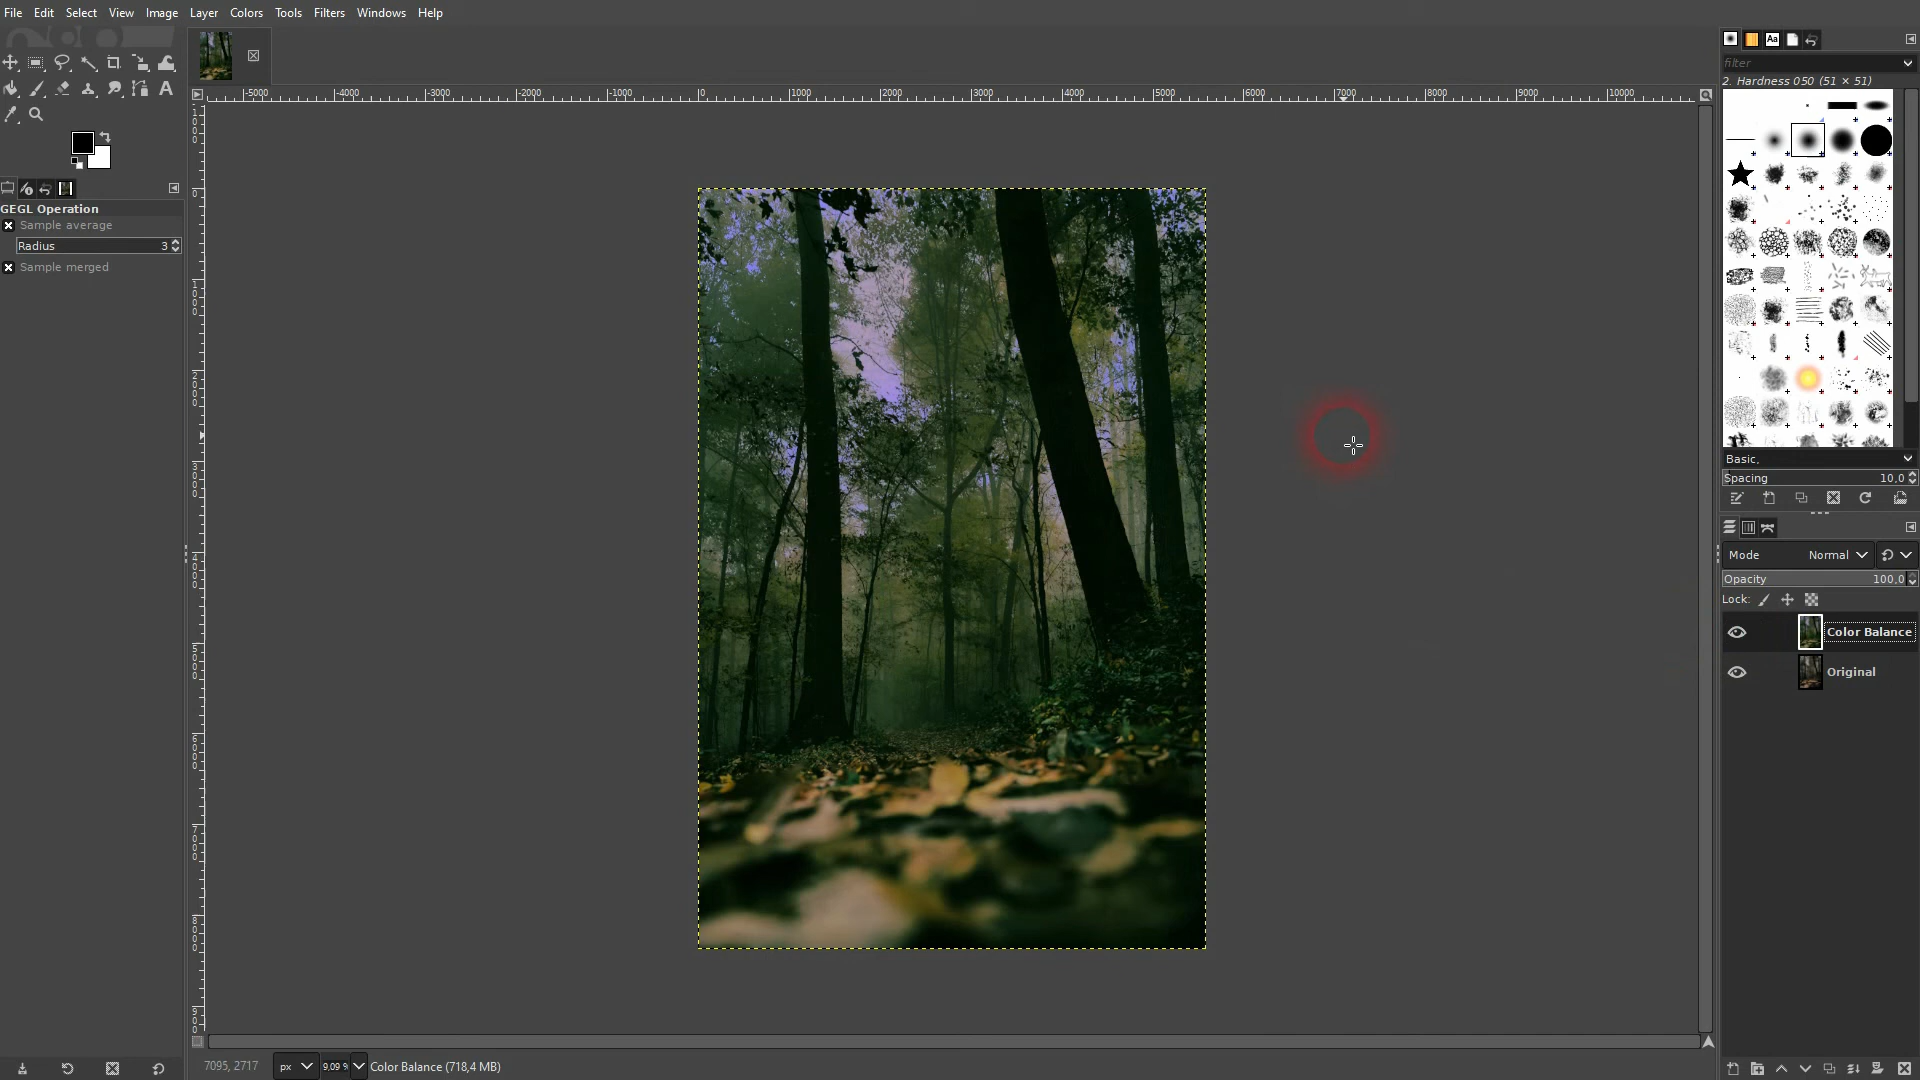 File Edit Select View Image Layer Colors Tools Filters Windows Help
filter
2. Hardness 050 (51 × 51)
-5000 -4000 -3000 -2000 -1000 0 1000 2000 3000 4000 5000 6000 7000 8000 9000 10000
GEGL Operation
Sample average
Radius 3
Sample merged
Basic,
Spacing 10,0
Mode Normal
Opacity 100,0
Lock:
Color Balance
Original
7095, 2717 px 9,09 % Color Balance (718,4 MB)